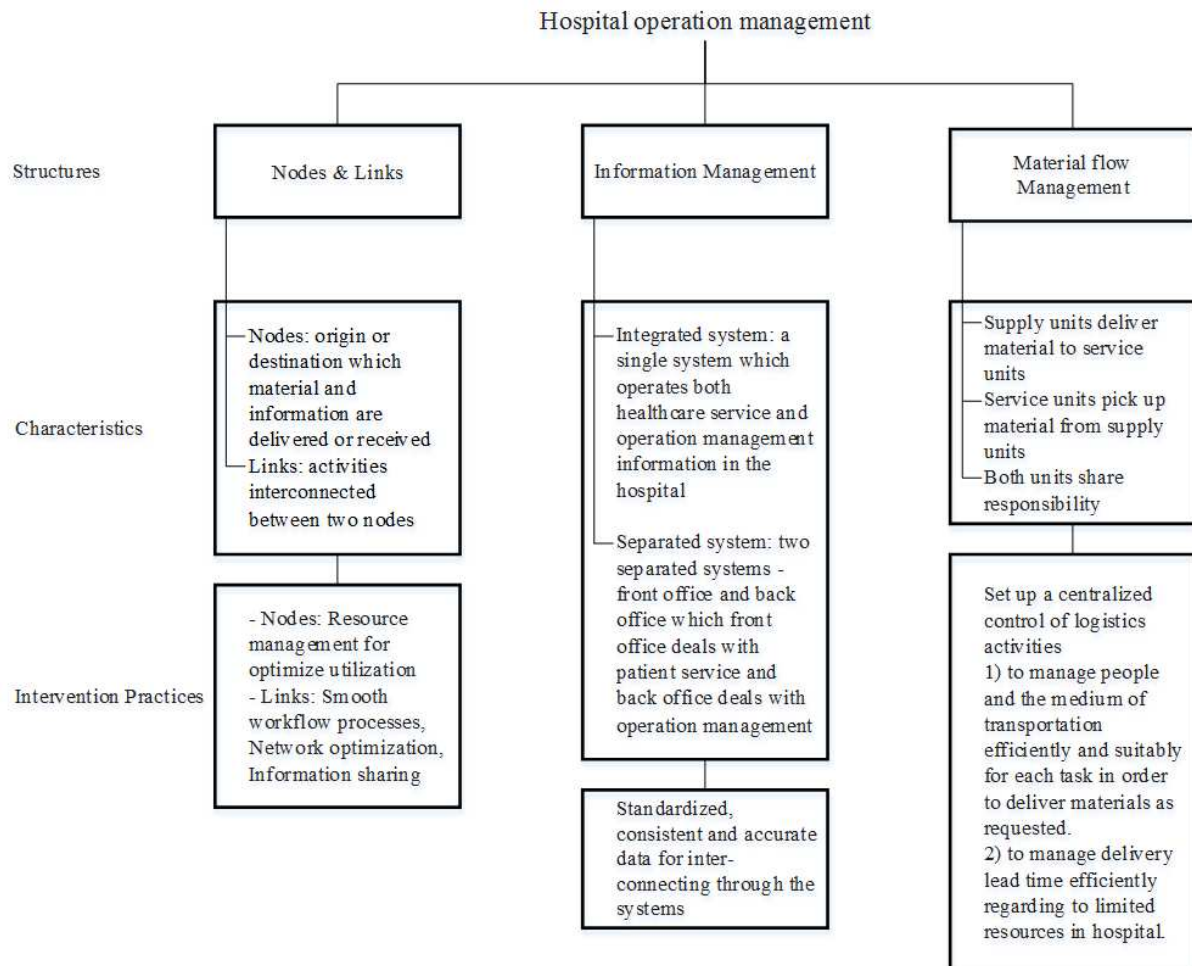 Hospital operation management
Structures
Nodes & Links
Information Management
Material flow
Management
Characteristics
Nodes: origin or
destination which
material and
information are
delivered or received
Links: activities
interconnected
between two nodes
Integrated system: a
single system which
operates both
healthcare service and
operation management
information in the
hospital
Separated system: two
separated systems -
front office and back
office which front
office deals with
patient service and
back office deals with
operation management
Supply units deliver
material to service
units
Service units pick up
material from supply
units
Both units share
responsibility
Intervention Practices
- Nodes: Resource
management for
optimize utilization
- Links: Smooth
workflow processes,
Network optimization,
Information sharing
Standardized,
consistent and accurate
data for inter-
connecting through the
systems
Set up a centralized
control of logistics
activities
1) to manage people
and the medium of
transportation
efficiently and suitably
for each task in order
to deliver materials as
requested.
2) to manage delivery
lead time efficiently
regarding to limited
resources in hospital.